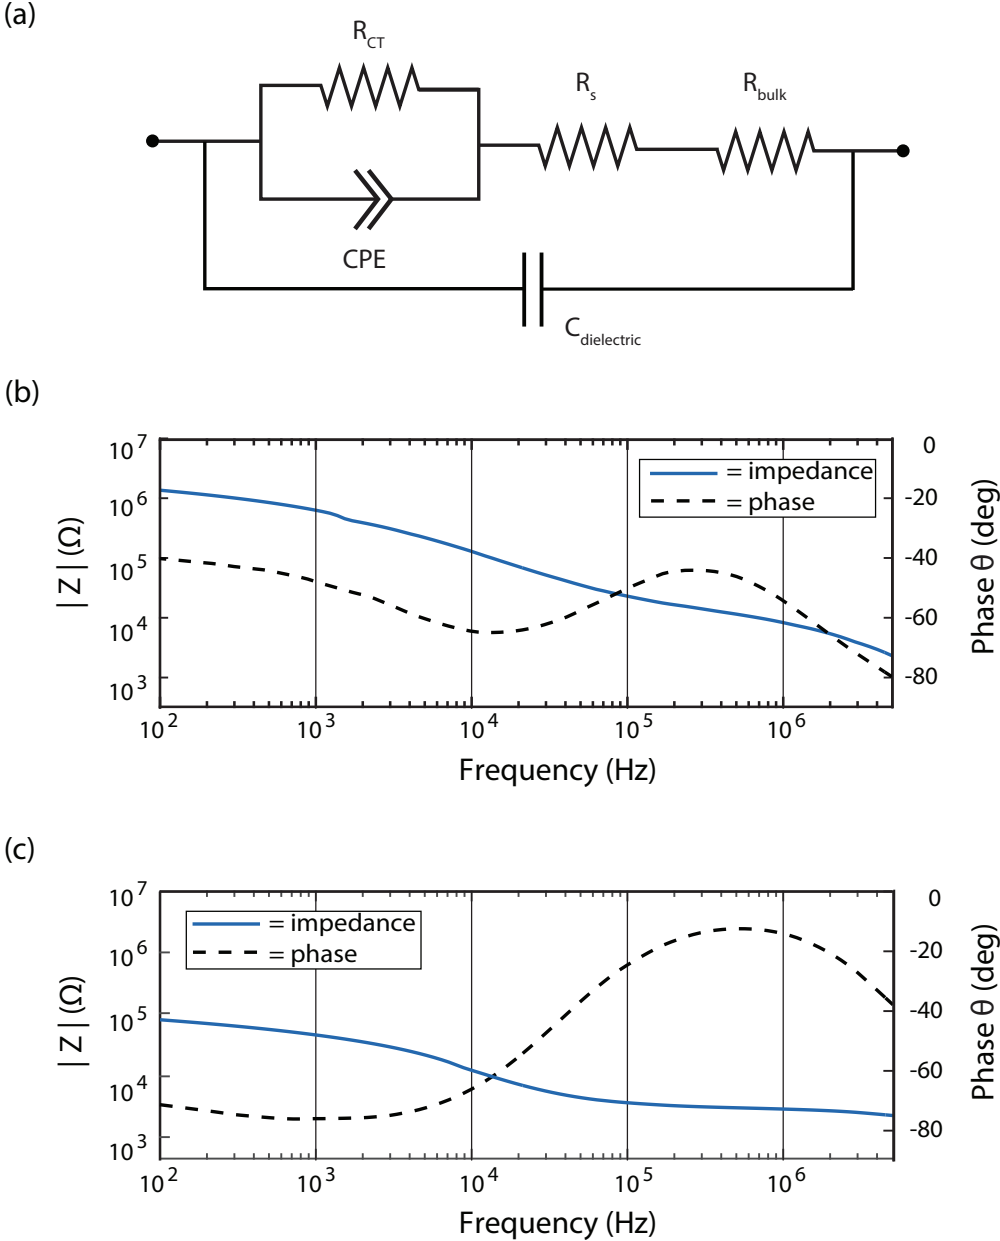 (a)
R_CT
R_s
R_bulk
CPE
C_dielectric
(b)
10^7
10^6
10^5
10^4
10^3
| Z | (Ω)
= impedance
= phase
0
-20
-40
-60
-80
Phase θ (deg)
10^2 10^3 10^4 10^5 10^6
Frequency (Hz)
(c)
10^7
10^6
10^5
10^4
10^3
| Z | (Ω)
= impedance
= phase
0
-20
-40
-60
-80
Phase θ (deg)
10^2 10^3 10^4 10^5 10^6
Frequency (Hz)